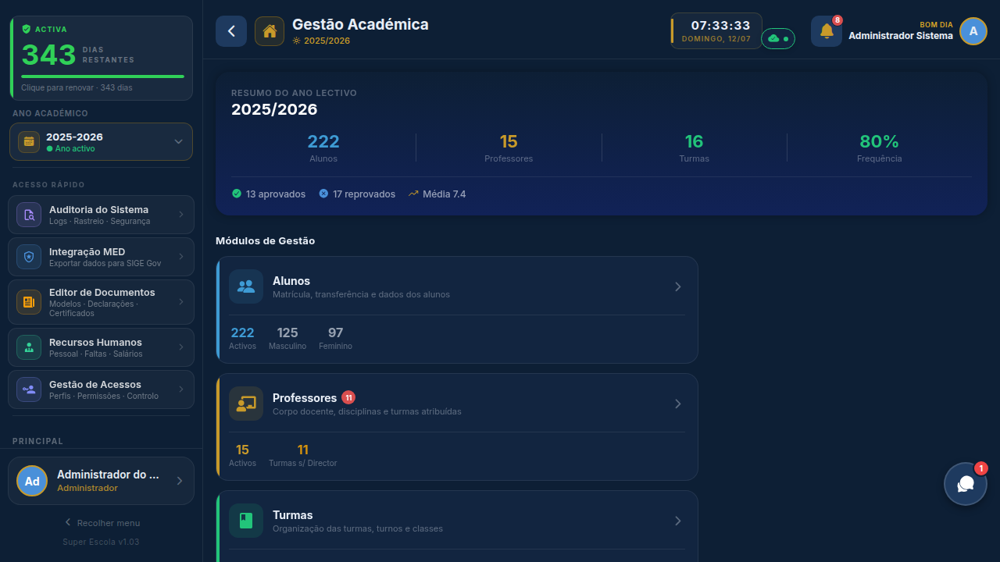 ACTIVA
343
DIAS
RESTANTES
Clique para renovar · 343 dias
ANO ACADÉMICO
2025-2026
Ano activo
ACESSO RÁPIDO
Auditoria do Sistema
Logs · Rastreio · Segurança
Integração MED
Exportar dados para SIGE Gov
Editor de Documentos
Modelos · Declarações ·
Certificados
Recursos Humanos
Pessoal · Faltas · Salários
Gestão de Acessos
Perfis · Permissões · Controlo
PRINCIPAL
Ad
Administrador do ...
Administrador
Recolher menu
Super Escola v1.03
Gestão Académica
2025/2026
07:33:33
DOMINGO, 12/07
8
BOM DIA
Administrador Sistema
A
RESUMO DO ANO LECTIVO
2025/2026
222
Alunos
15
Professores
16
Turmas
80%
Frequência
13 aprovados
17 reprovados
Média 7.4
Módulos de Gestão
Alunos
Matrícula, transferência e dados dos alunos
222
Activos
125
Masculino
97
Feminino
Professores 11
Corpo docente, disciplinas e turmas atribuídas
15
Activos
11
Turmas s/ Director
Turmas
Organização das turmas, turnos e classes
1